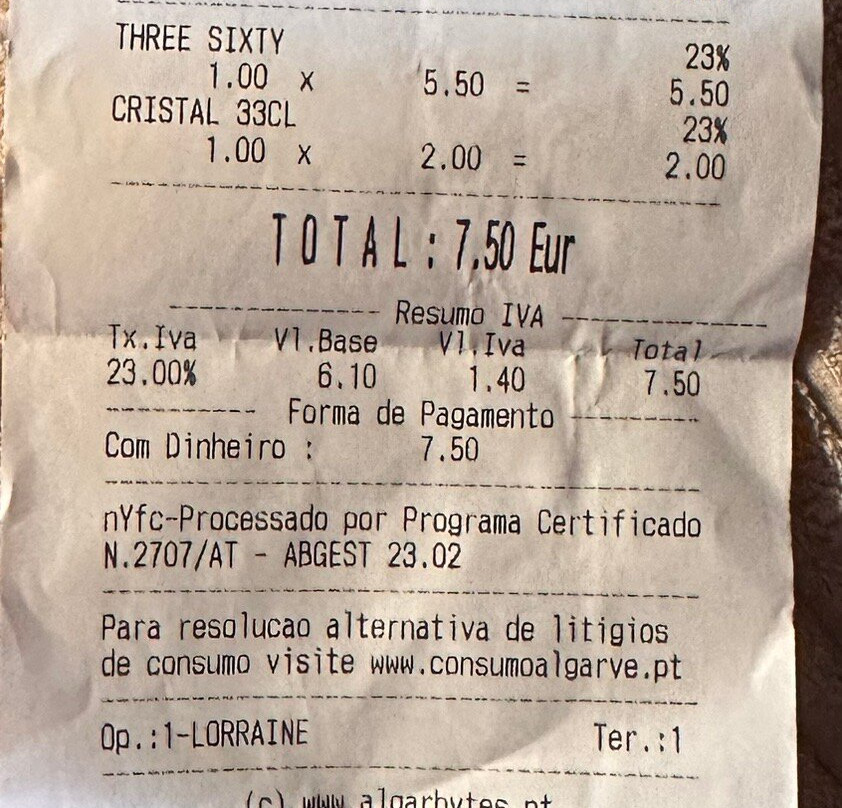 THREE SIXTY 23%
1.00 x 5.50 = 5.50
CRISTAL 33CL 23%
1.00 x 2.00 = 2.00
TOTAL: 7.50 Eur
Resumo IVA
Tx.Iva Vl.Base Vl.Iva Total
23.00% 6.10 1.40 7.50
Forma de Pagamento
Com Dinheiro : 7.50
nYfc-Processado por Programa Certificado
N.2707/AT - ABGEST 23.02
Para resolucao alternativa de litigios
de consumo visite www.consumoalgarve.pt
Op.:1-LORRAINE Ter.:1
(c) www.algarbytes.pt